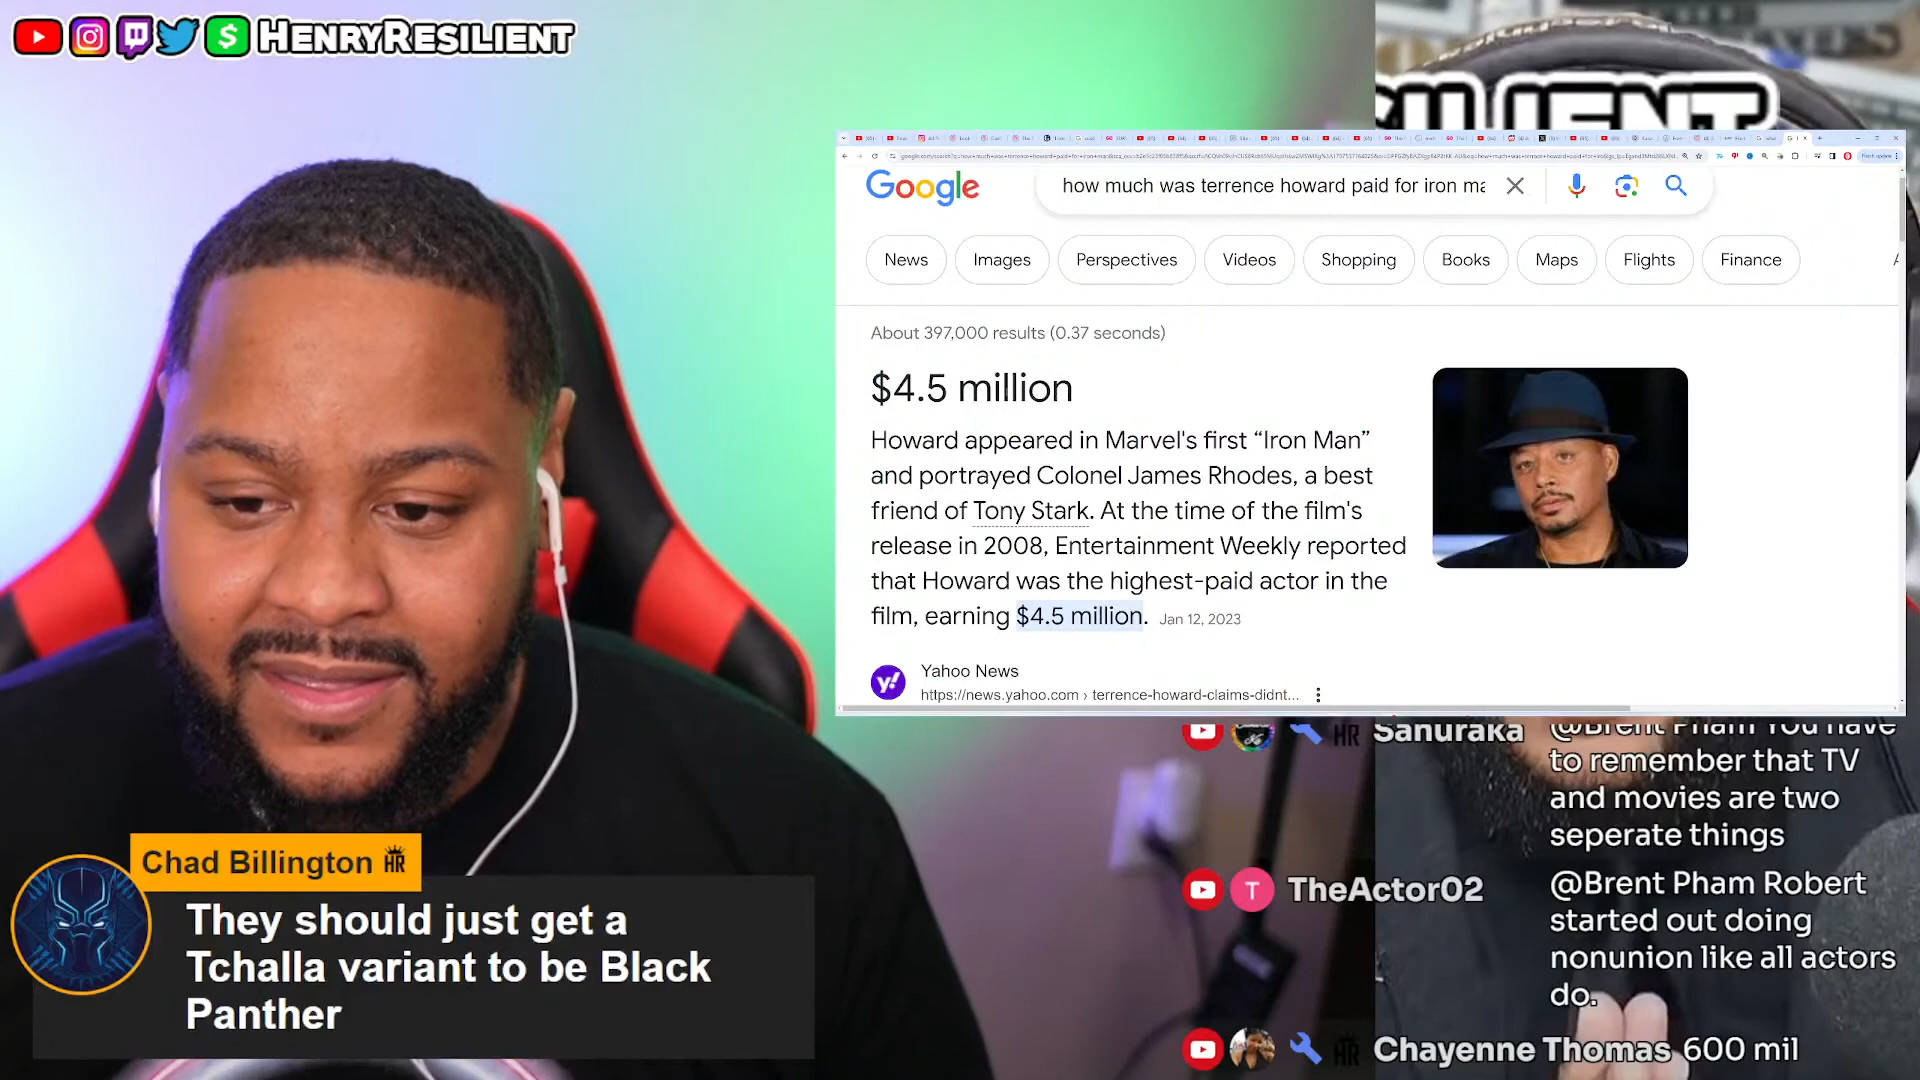 HENRYRESILIENT
Google
how much was terrence howard paid for iron ma
News
Images
Perspectives
Videos
Shopping
Books
Maps
Flights
Finance
About 397,000 results (0.37 seconds)
$4.5 million
Howard appeared in Marvel's first “Iron Man”
and portrayed Colonel James Rhodes, a best
friend of Tony Stark. At the time of the film's
release in 2008, Entertainment Weekly reported
that Howard was the highest-paid actor in the
film, earning $4.5 million. Jan 12, 2023
Yahoo News
https://news.yahoo.com › terrence-howard-claims-didnt...
Sanuraka
@Brent Pham You have
to remember that TV
and movies are two
seperate things
TheActor02
@Brent Pham Robert
started out doing
nonunion like all actors
do.
Chayenne Thomas 600 mil
Chad Billington HR
They should just get a
Tchalla variant to be Black
Panther